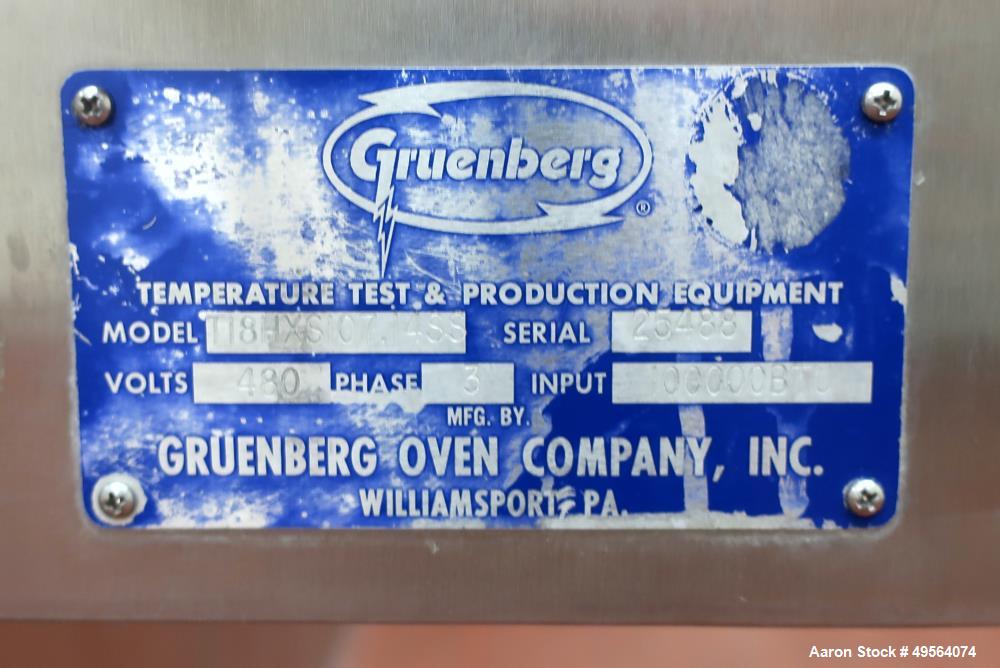 Gruenberg ®
TEMPERATURE TEST & PRODUCTION EQUIPMENT
MODEL SERIAL 25488
VOLTS 480 PHASE 3 INPUT
MFG. BY.
GRUENBERG OVEN COMPANY, INC.
WILLIAMSPORT, PA.
Aaron Stock # 49564074